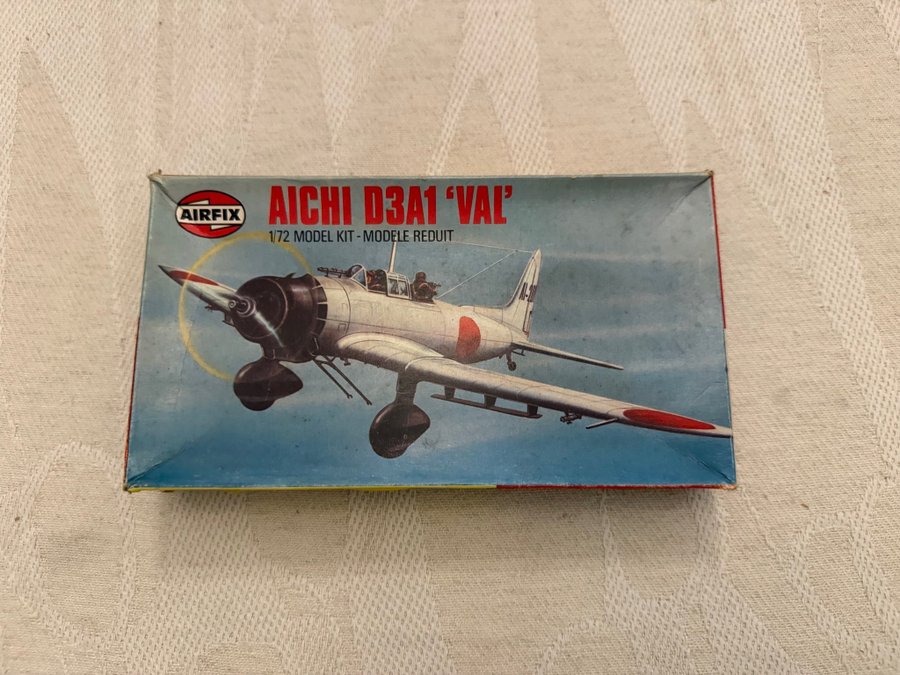 AIRFIX
AICHI D3A1 'VAL'
1/72 MODEL KIT - MODELE REDUIT